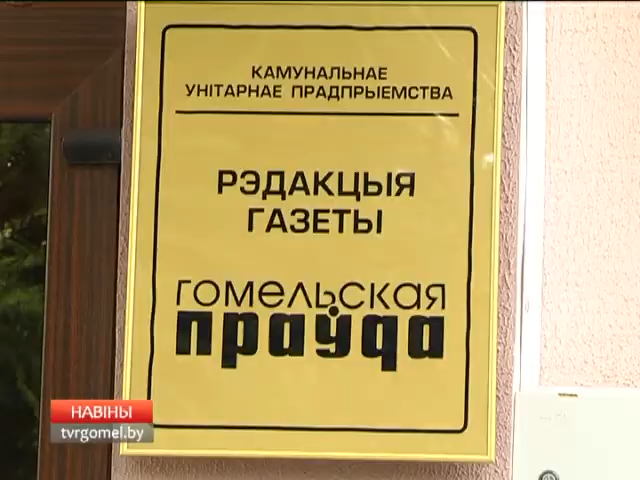 КАМУНАЛЬНАЕ
УНІТАРНАЕ ПРАДПРЫЕМСТВА
РЭДАКЦЫЯ
ГАЗЕТЫ
гомельская
праўда
НАВІНЫ
tvrgomel.by